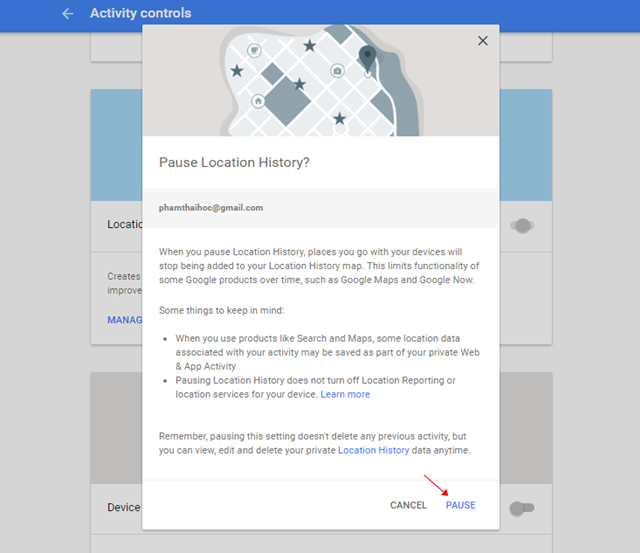 Activity controls
Pause Location History?
phamthaihoc@gmail.com
Locatio
Creates
improve
MANAG
When you pause Location History, places you go with your devices will
stop being added to your Location History map. This limits functionality of
some Google products over time, such as Google Maps and Google Now.
Some things to keep in mind:
• When you use products like Search and Maps, some location data
associated with your activity may be saved as part of your private Web
& App Activity
• Pausing Location History does not turn off Location Reporting or
location services for your device. Learn more
Remember, pausing this setting doesn't delete any previous activity, but
you can view, edit and delete your private Location History data anytime.
CANCEL PAUSE
Device